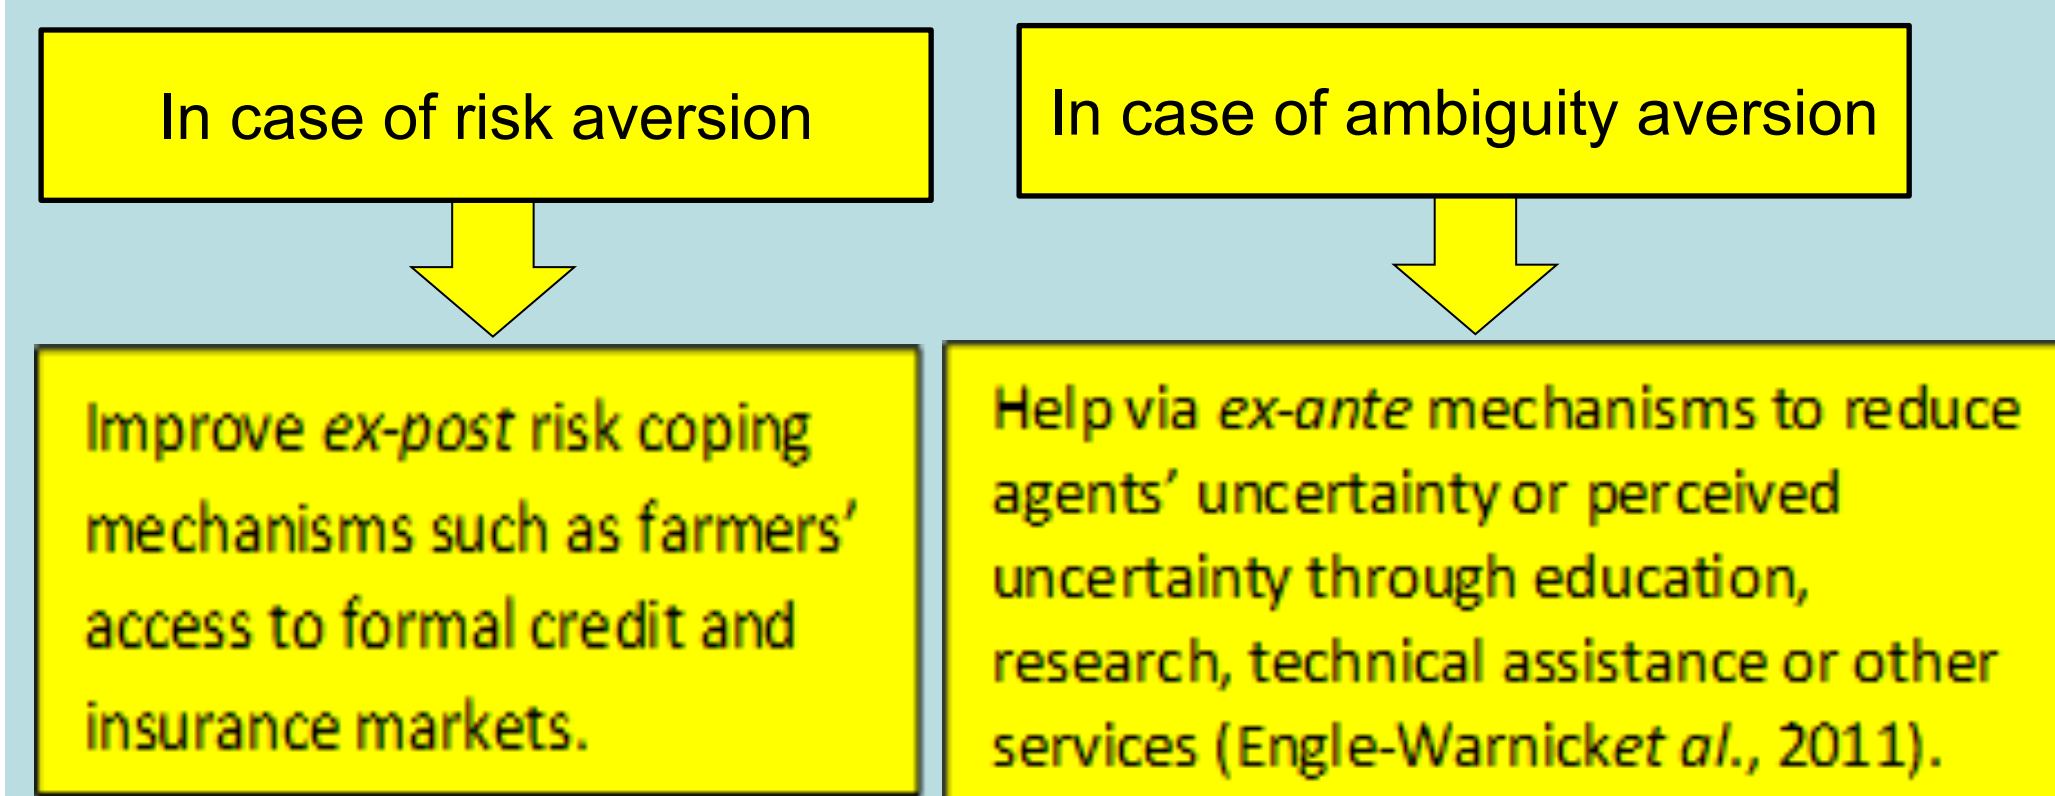 In case of risk aversion
In case of ambiguity aversion
Improve ex-post risk coping
mechanisms such as farmers’
access to formal credit and
insurance markets.
Help via ex-ante mechanisms to reduce
agents’ uncertainty or perceived
uncertainty through education,
research, technical assistance or other
services (Engle-Warnicket al., 2011).